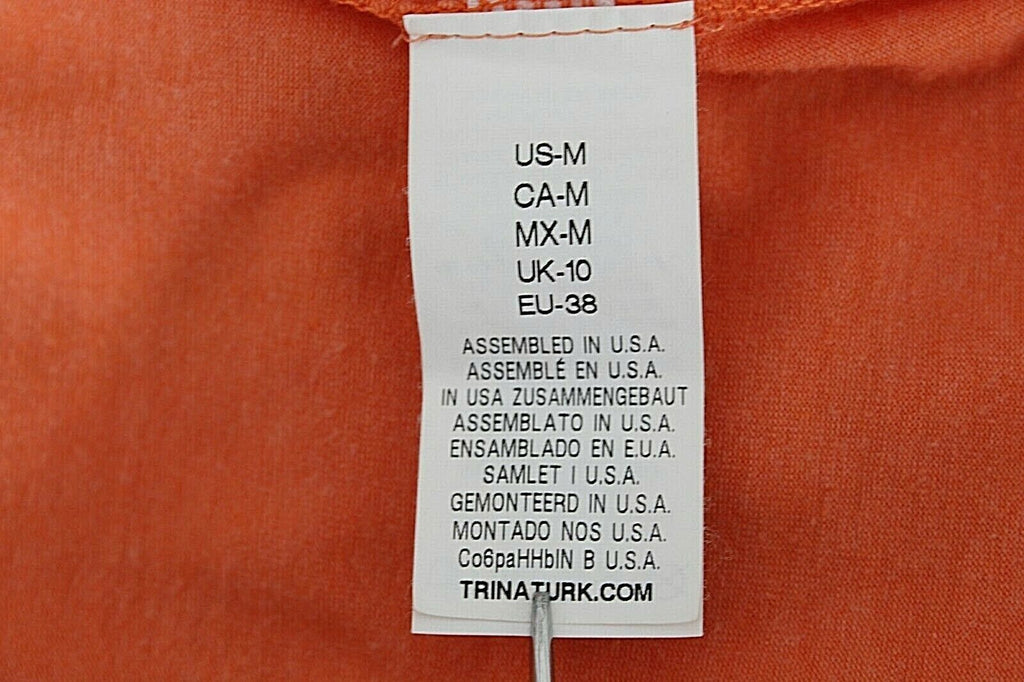 US-M
CA-M
MX-M
UK-10
EU-38
ASSEMBLED IN U.S.A.
ASSEMBLÉ EN U.S.A.
IN USA ZUSAMMENGEBAUT
ASSEMBLATO IN U.S.A.
ENSAMBLADO EN E.U.A.
SAMLET I U.S.A.
GEMONTEERD IN U.S.A.
MONTADO NOS U.S.A.
Co6paHHbIN B U.S.A.
TRINATURK.COM